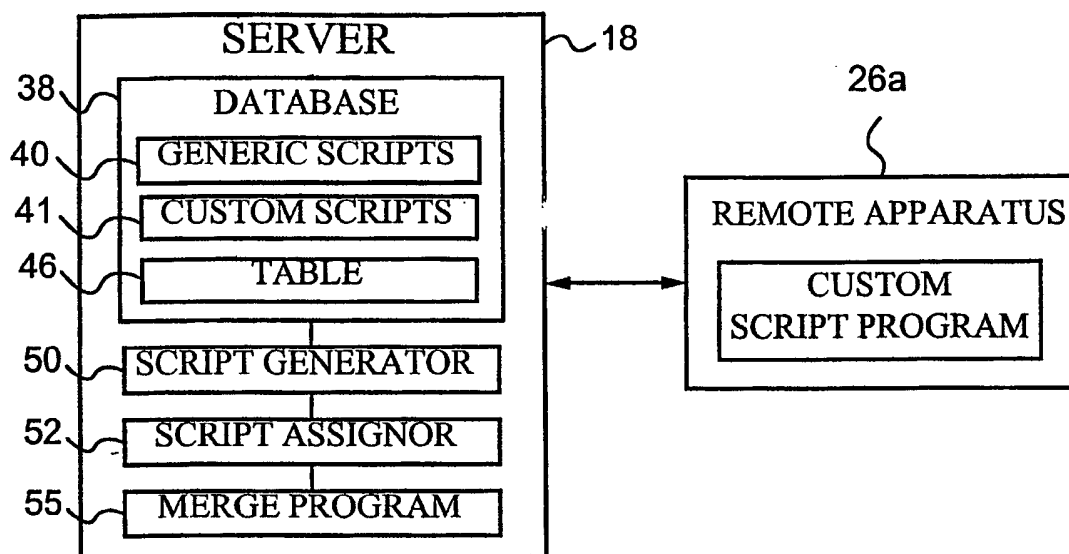 SERVER
18
38
DATABASE
40
GENERIC SCRIPTS
41
CUSTOM SCRIPTS
46
TABLE
50
SCRIPT GENERATOR
52
SCRIPT ASSIGNOR
55
MERGE PROGRAM
26a
REMOTE APPARATUS
CUSTOM
SCRIPT PROGRAM